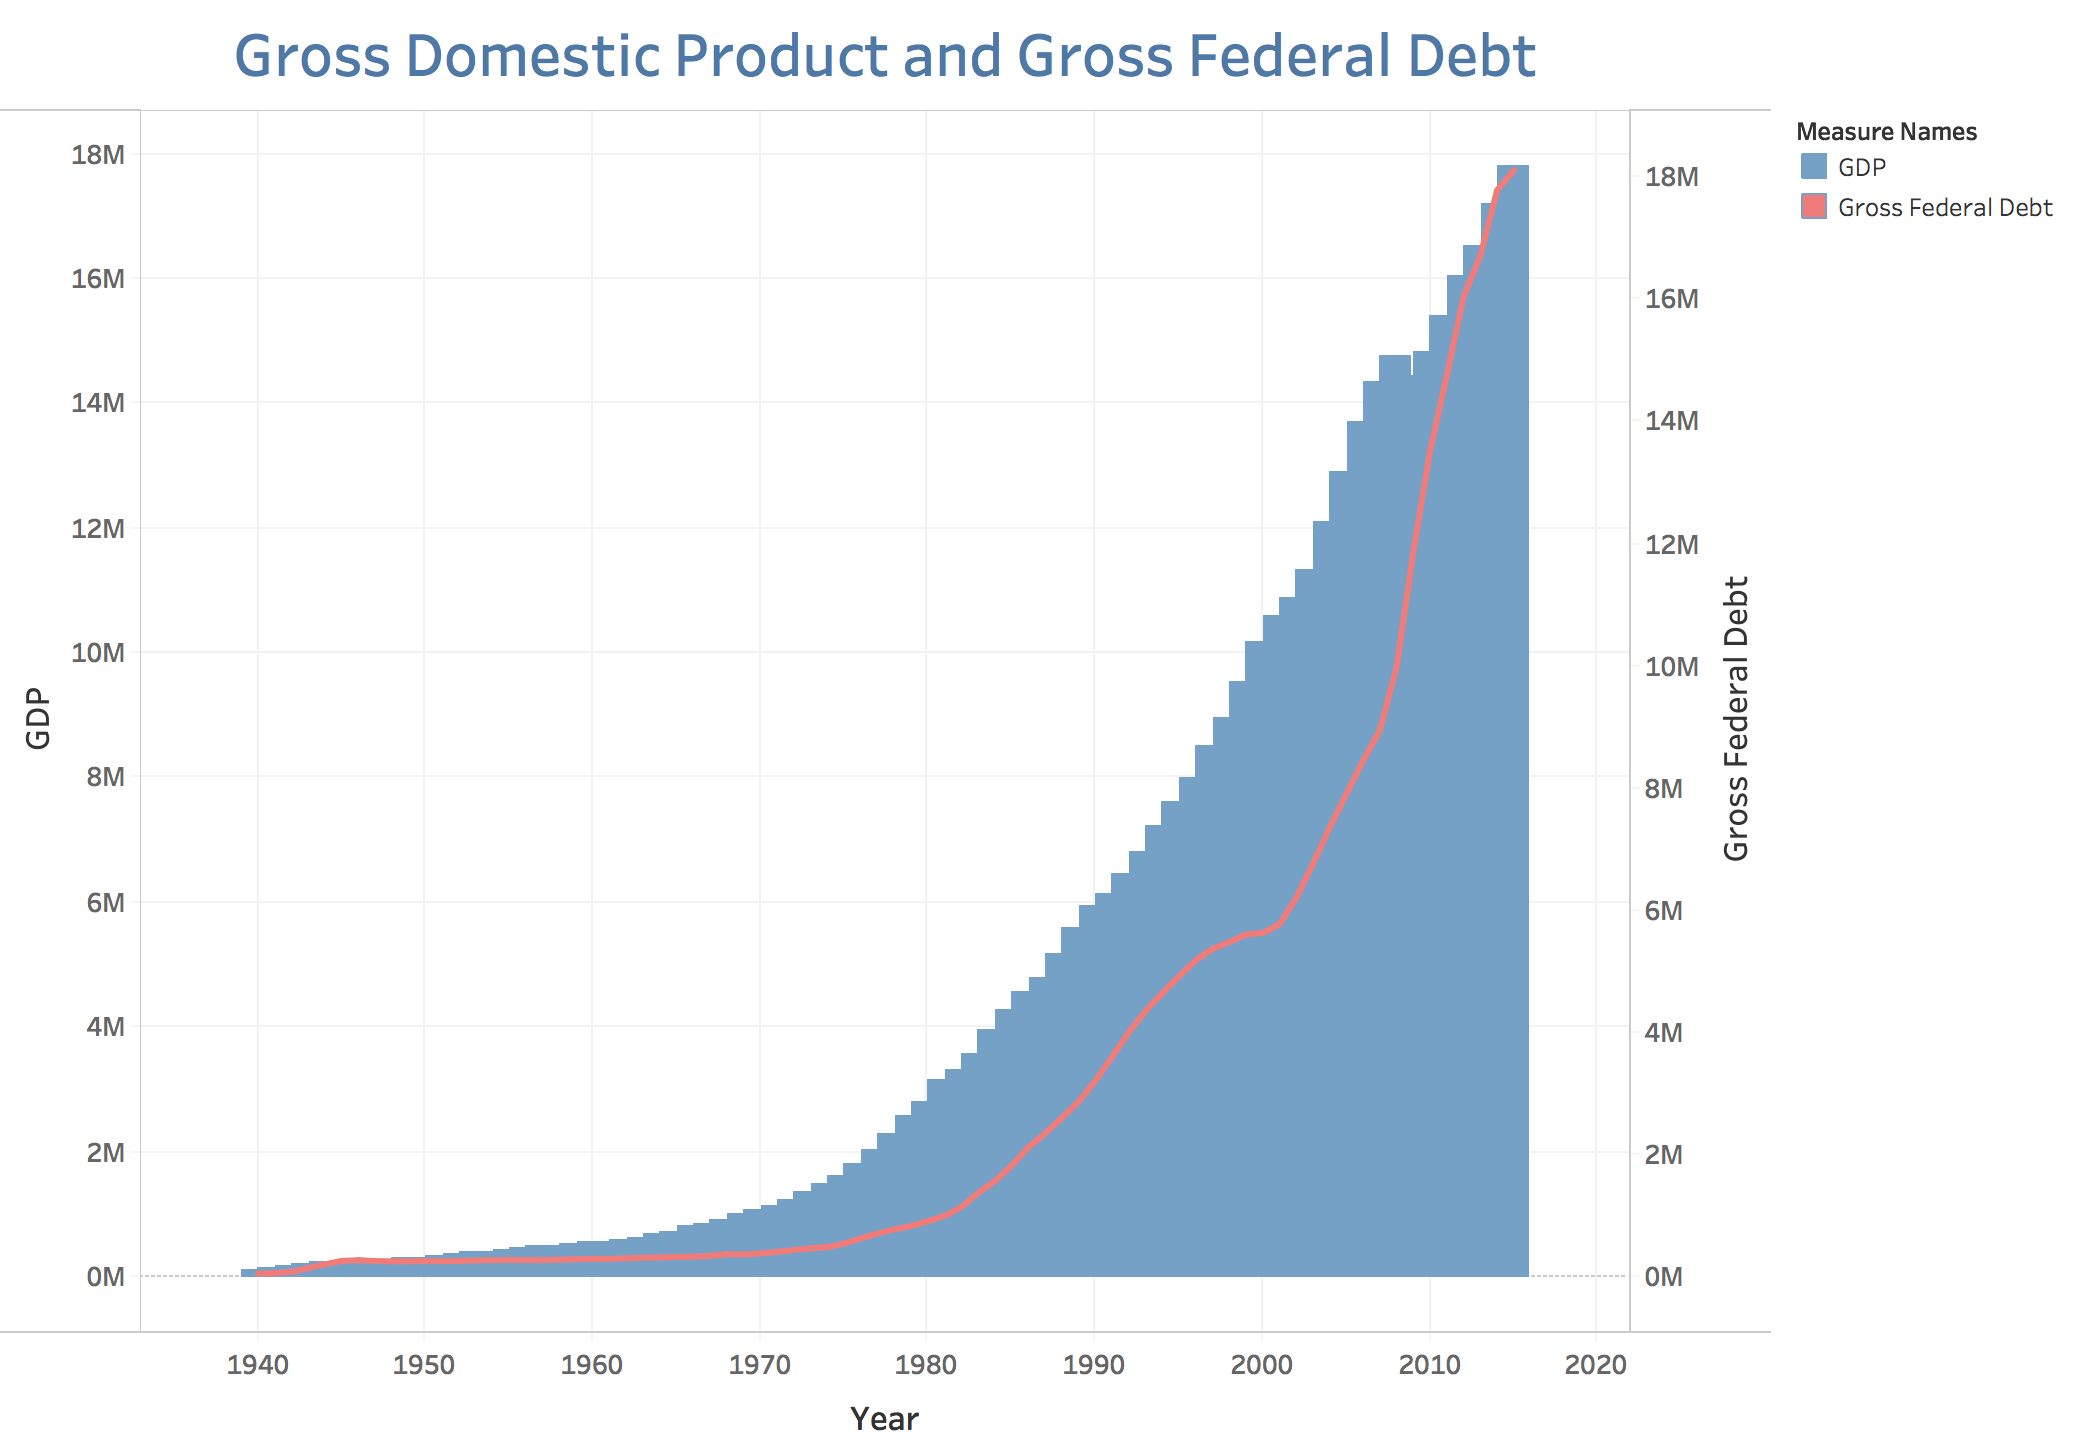 Gross Domestic Product and Gross Federal Debt
Measure Names
GDP
Gross Federal Debt
18M
16M
14M
12M
10M
8M
6M
4M
2M
0M
GDP
18M
16M
14M
12M
10M
8M
6M
4M
2M
0M
Gross Federal Debt
1940 1950 1960 1970 1980 1990 2000 2010 2020
Year